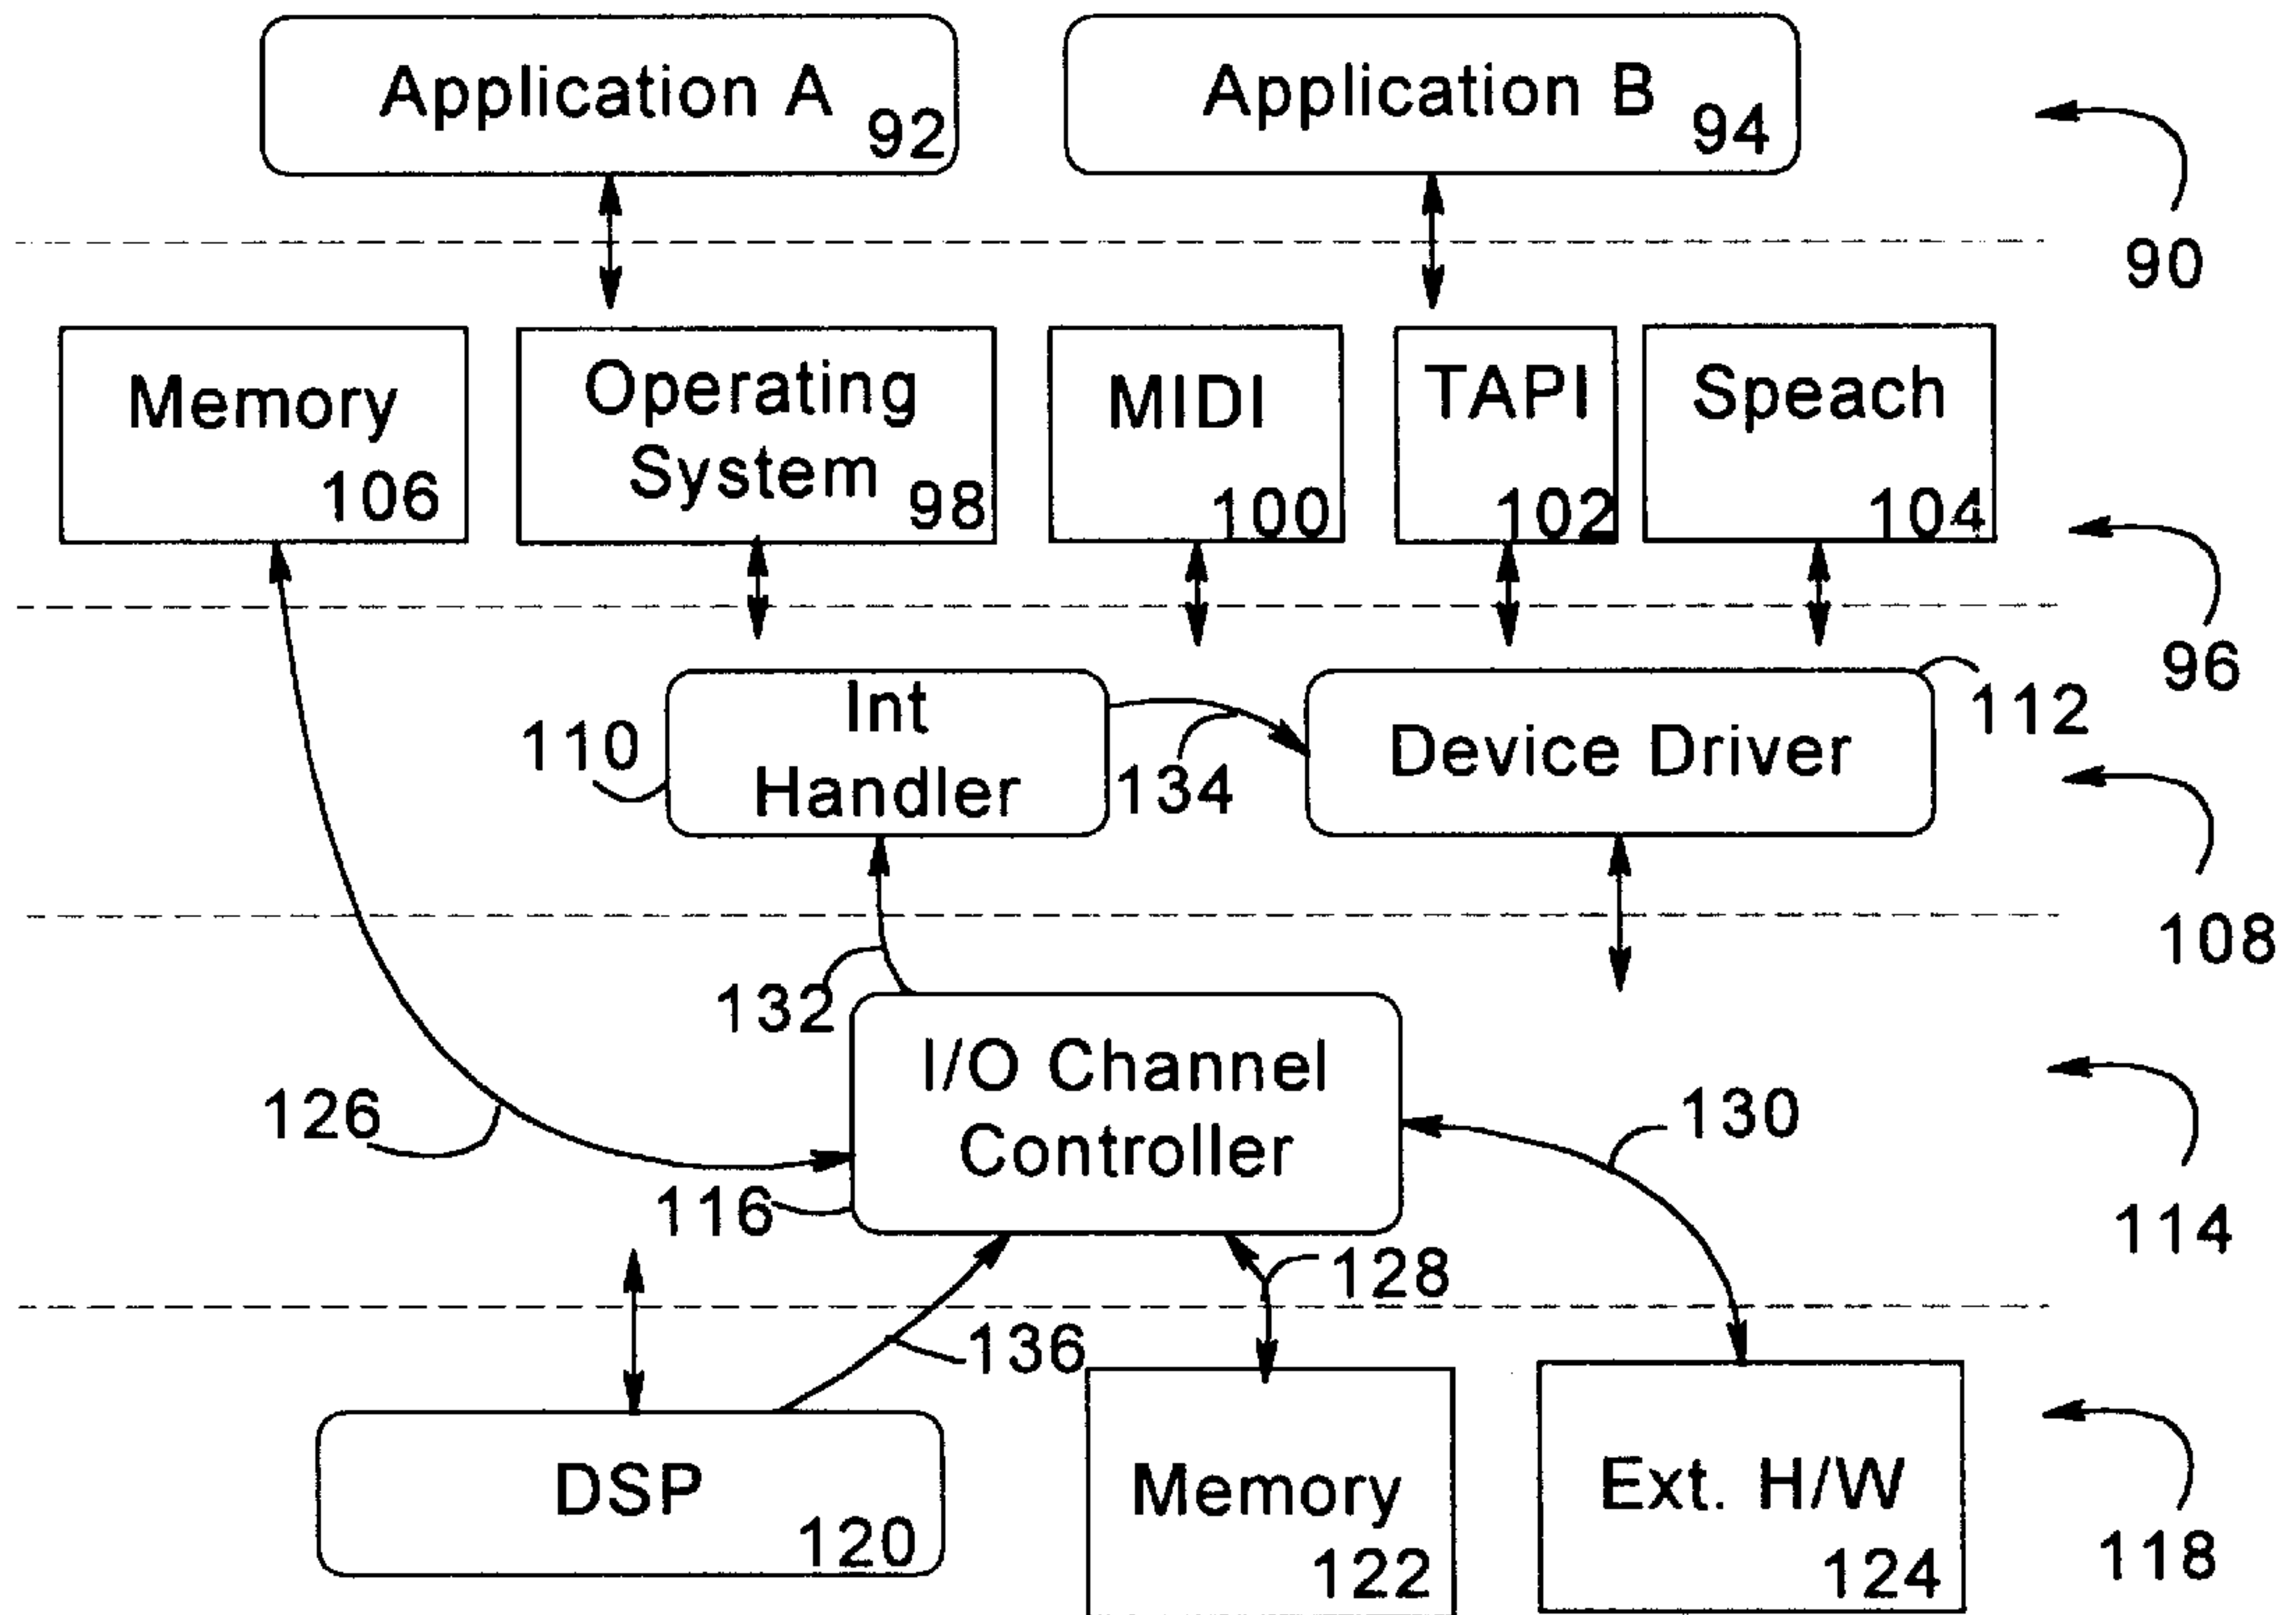 Application A
92
Application B
94
90
Memory
106
Operating
System
98
MIDI
100
TAPI
102
Speach
104
96
110
Int
Handler
134
Device Driver
112
108
132
I/O Channel
Controller
126
116
130
114
128
136
DSP
120
Memory
122
Ext. H/W
124
118